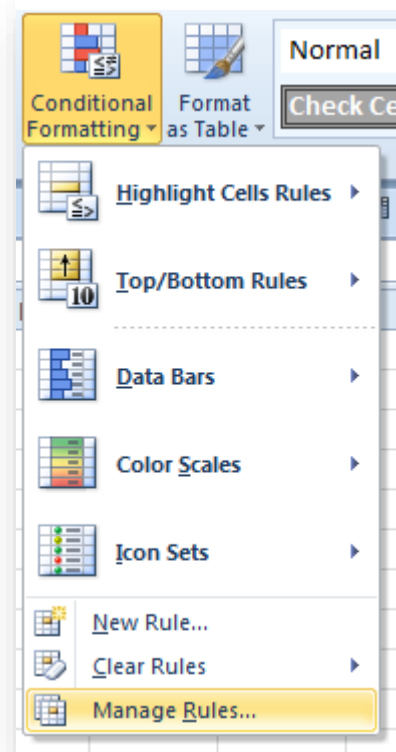 Normal
Conditional Formatting
Format as Table
Check Ce
Highlight Cells Rules
10
Top/Bottom Rules
Data Bars
Color Scales
Icon Sets
New Rule...
Clear Rules
Manage Rules...